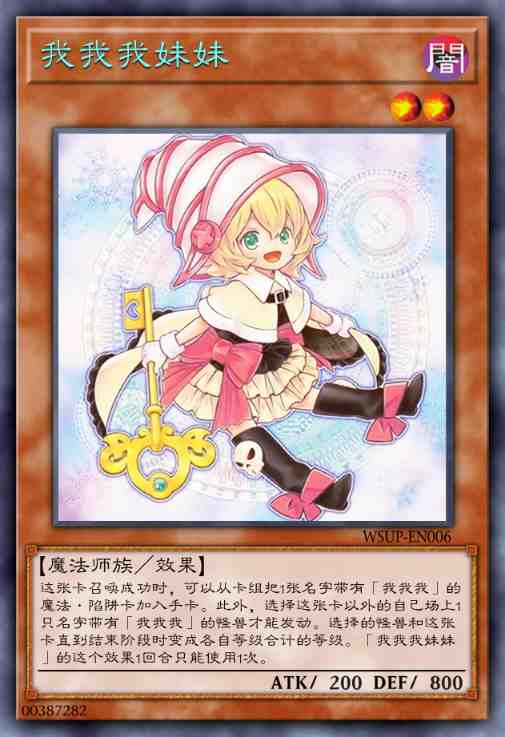 我我我妹妹
闇
WSUP-EN006
【魔法师族／效果】
这张卡召唤成功时，可以从卡组把1张名字带有「我我我」的
魔法·陷阱卡加入手卡。此外，选择这张卡以外的自己场上1
只名字带有「我我我」的怪兽才能发动。选择的怪兽和这张
卡直到结束阶段时变成各自等级合计的等级。「我我我妹妹
」的这个效果1回合只能使用1次。
ATK/ 200 DEF/ 800
00387282